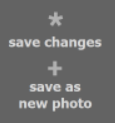 *
save changes
+
save as
new photo